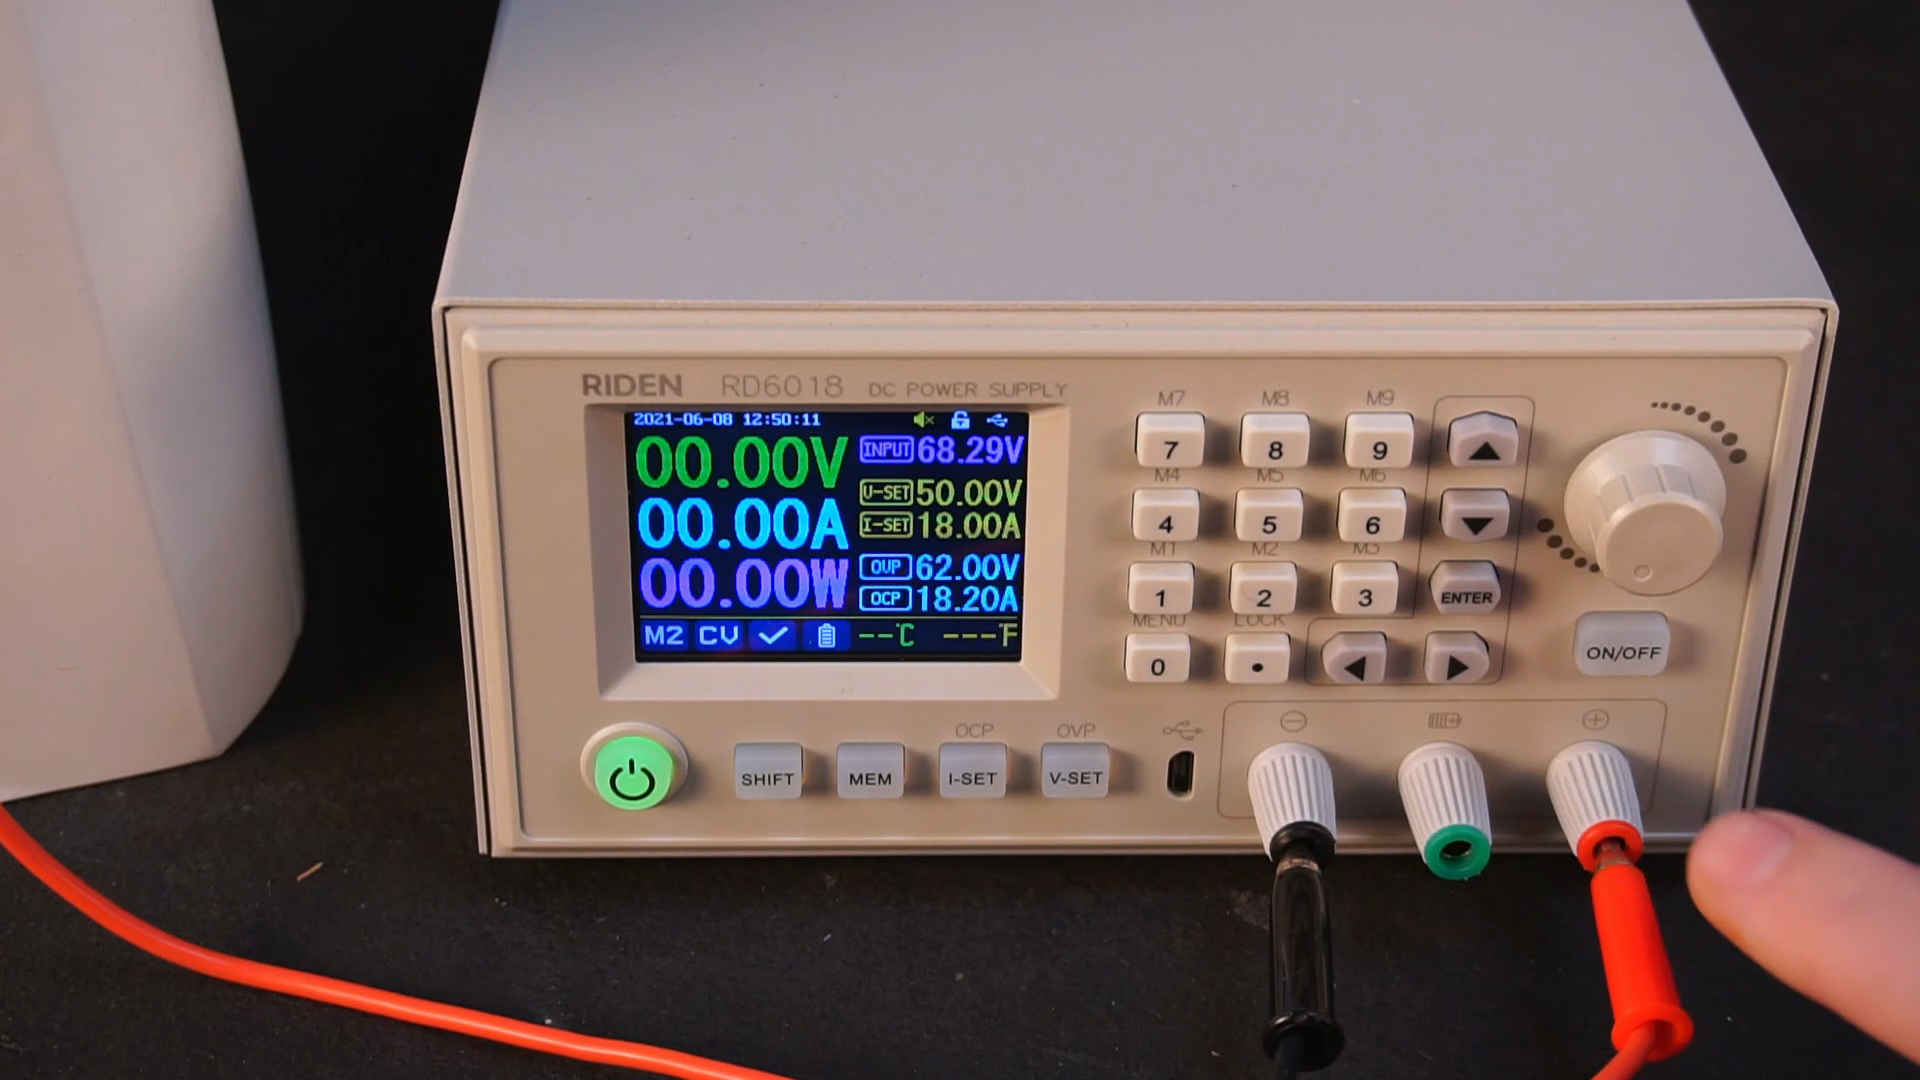 RIDEN RD6018 DC POWER SUPPLY
2021-06-08 12:50:11
00.00V
INPUT 68.29V
V-SET 50.00V
00.00A
I-SET 18.00A
OVP 62.00V
00.00W
OCP 18.20A
M2 CV --°C ---°F
M7 M8 M9
7 8 9
M4 M5 M6
4 5 6
M1 M2 M3
1 2 3 ENTER
MENU LOCK
0 .
ON/OFF
OCP OVP
SHIFT MEM I-SET V-SET